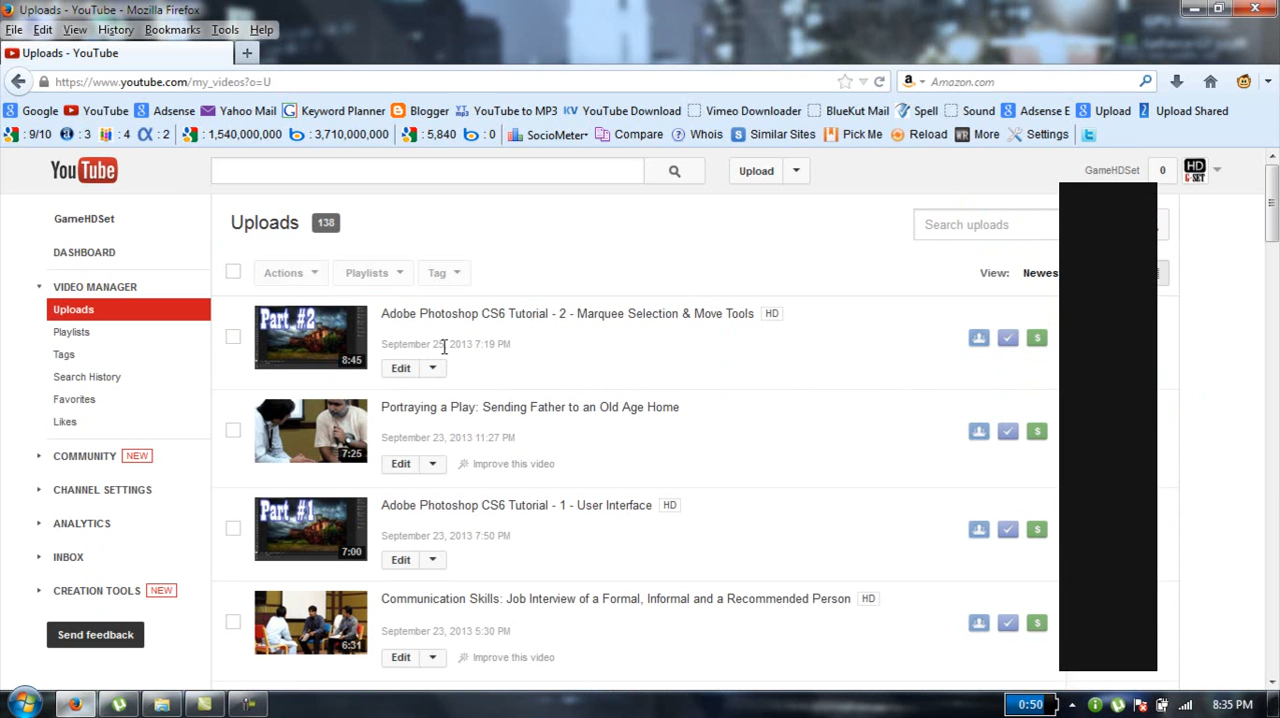 Uploads - YouTube - Mozilla Firefox
File Edit View History Bookmarks Tools Help
Uploads - YouTube
https://www.youtube.com/my_videos?o=U
Amazon.com
Google YouTube Adsense Yahoo Mail Keyword Planner Blogger YouTube to MP3 KV YouTube Download Vimeo Downloader BlueKut Mail Spell Sound Adsense E Upload Upload Shared
: 9/10 : 3 : 4 : 2 : 1,540,000,000 : 3,710,000,000 : 5,840 : 0 SocioMeter Compare Whois Similar Sites Pick Me Reload More Settings
YouTube
Upload
GameHDSet 0 HD G-SET
GameHDSet
DASHBOARD
VIDEO MANAGER
Uploads
Playlists
Tags
Search History
Favorites
Likes
COMMUNITY NEW
CHANNEL SETTINGS
ANALYTICS
INBOX
CREATION TOOLS NEW
Send feedback
Uploads 138
Search uploads
Actions Playlists Tag
View: Newes
Part #2
8:45
Adobe Photoshop CS6 Tutorial - 2 - Marquee Selection & Move Tools HD
September 25, 2013 7:19 PM
Edit
7:25
Portraying a Play: Sending Father to an Old Age Home
September 23, 2013 11:27 PM
Edit Improve this video
Part #1
7:00
Adobe Photoshop CS6 Tutorial - 1 - User Interface HD
September 23, 2013 7:50 PM
Edit
6:31
Communication Skills: Job Interview of a Formal, Informal and a Recommended Person HD
September 23, 2013 5:30 PM
Edit Improve this video
0:50
8:35 PM